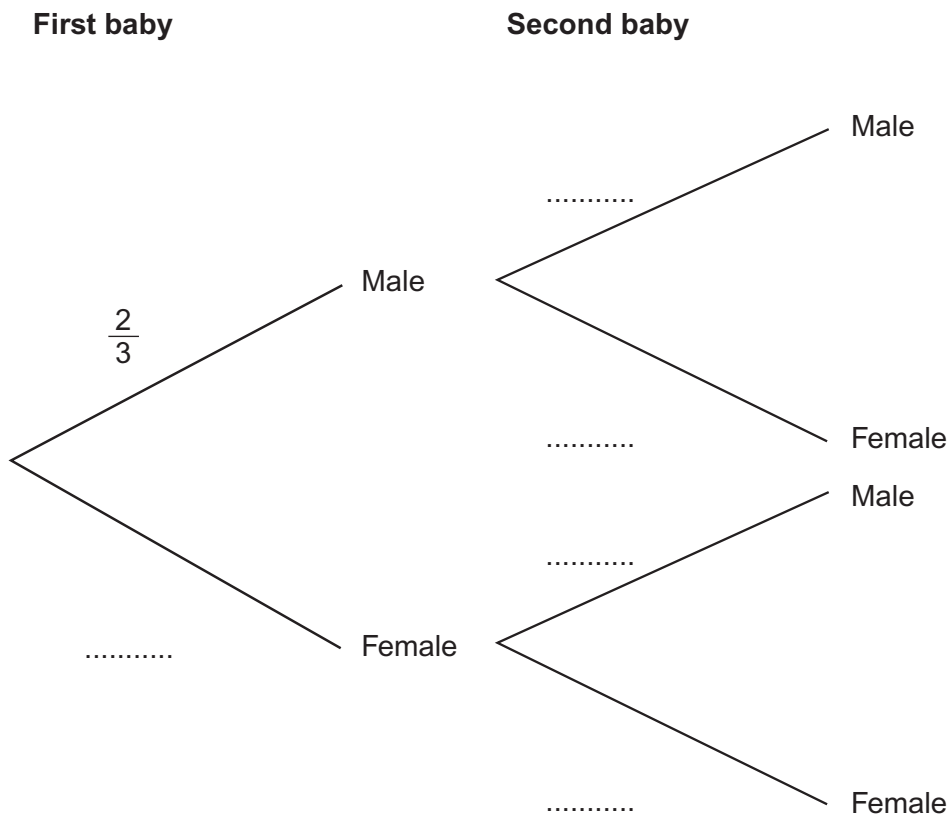 First baby Second baby
Male
...........
Male
2
3
...........
Female
Male
...........
Female
...........
...........
Female